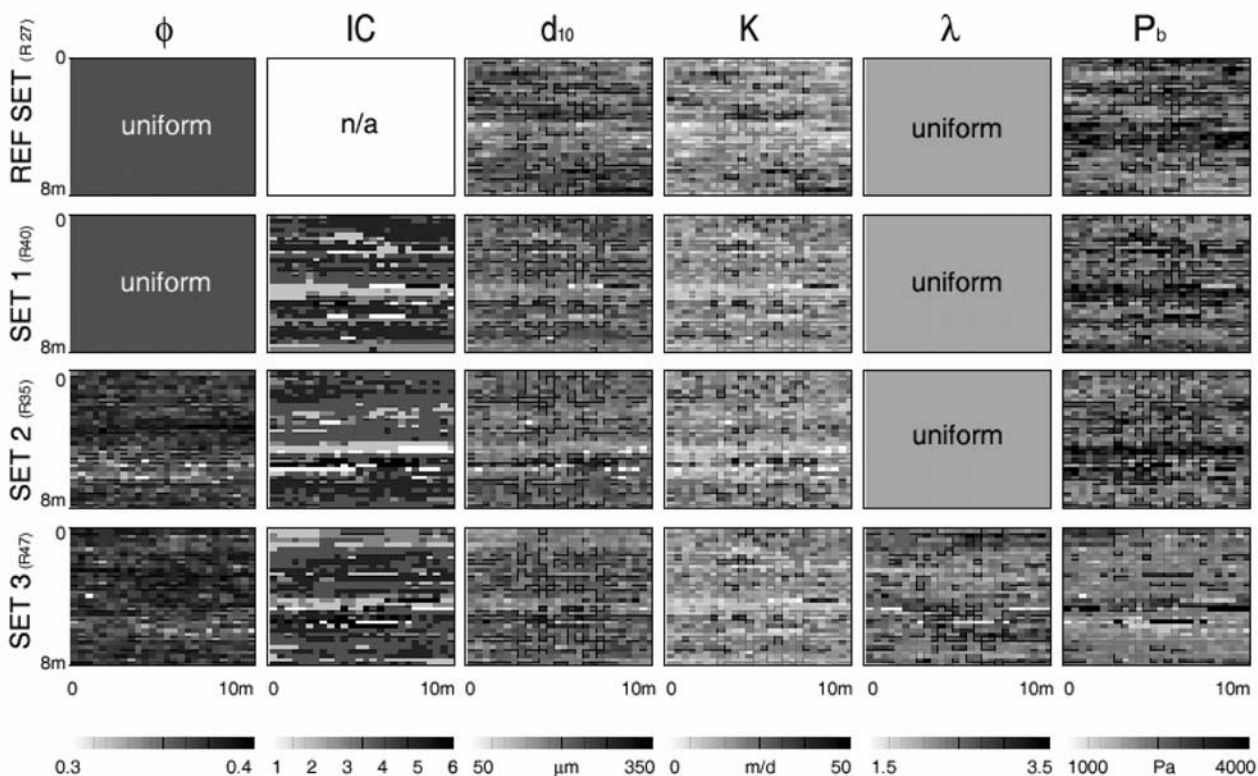 ϕ IC d10 K λ Pb
REF SET (R27)
0
8m
uniform
n/a
uniform
SET 1 (R40)
0
8m
uniform
uniform
SET 2 (R35)
0
8m
uniform
SET 3 (R47)
0
8m
0 10m 0 10m 0 10m 0 10m 0 10m 0 10m
0.3 0.4 1 2 3 4 5 6 50 μm 350 0 m/d 50 1.5 3.5 1000 Pa 4000